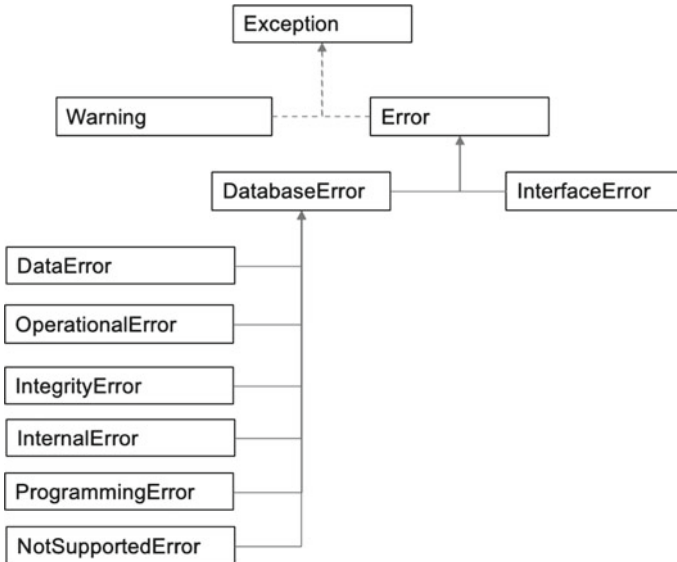 Exception
Warning
Error
DatabaseError
InterfaceError
DataError
OperationalError
IntegrityError
InternalError
ProgrammingError
NotSupportedError